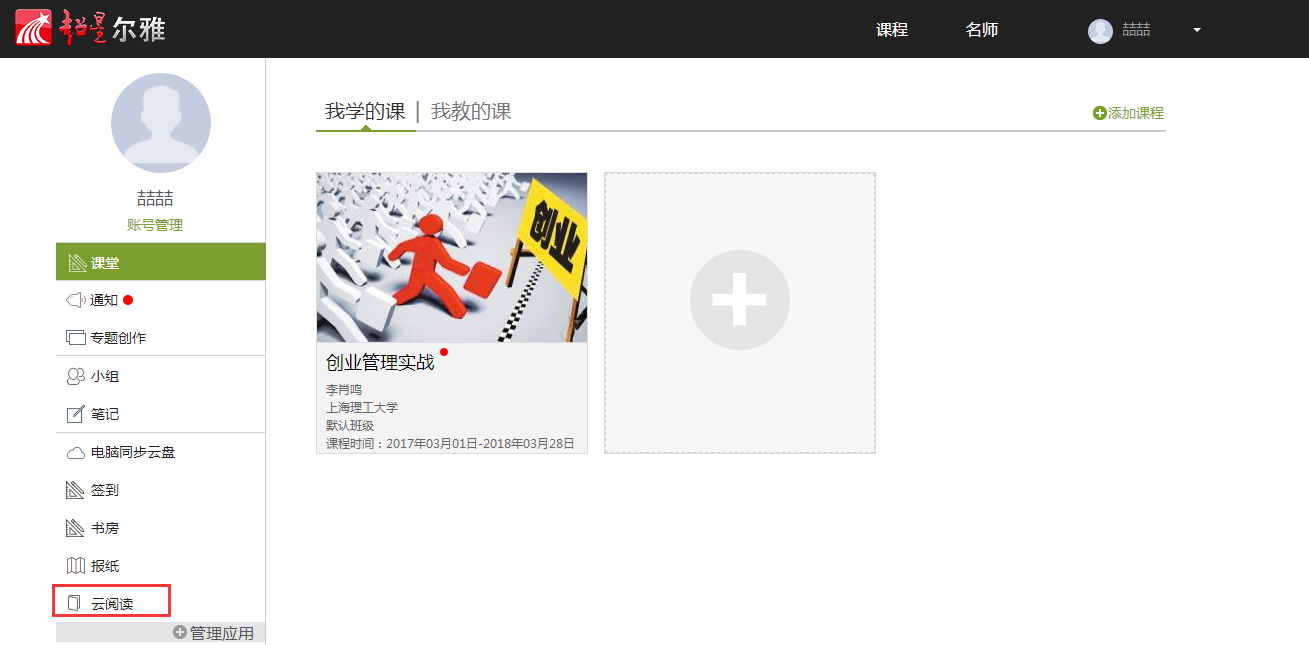 超星尔雅
课程
名师
喆喆
喆喆
账号管理
课堂
通知
专题创作
小组
笔记
电脑同步云盘
签到
书房
报纸
云阅读
管理应用
我学的课 | 我教的课
添加课程
创业
创业管理实战
李肖鸣
上海理工大学
默认班级
课程时间：2017年03月01日-2018年03月28日